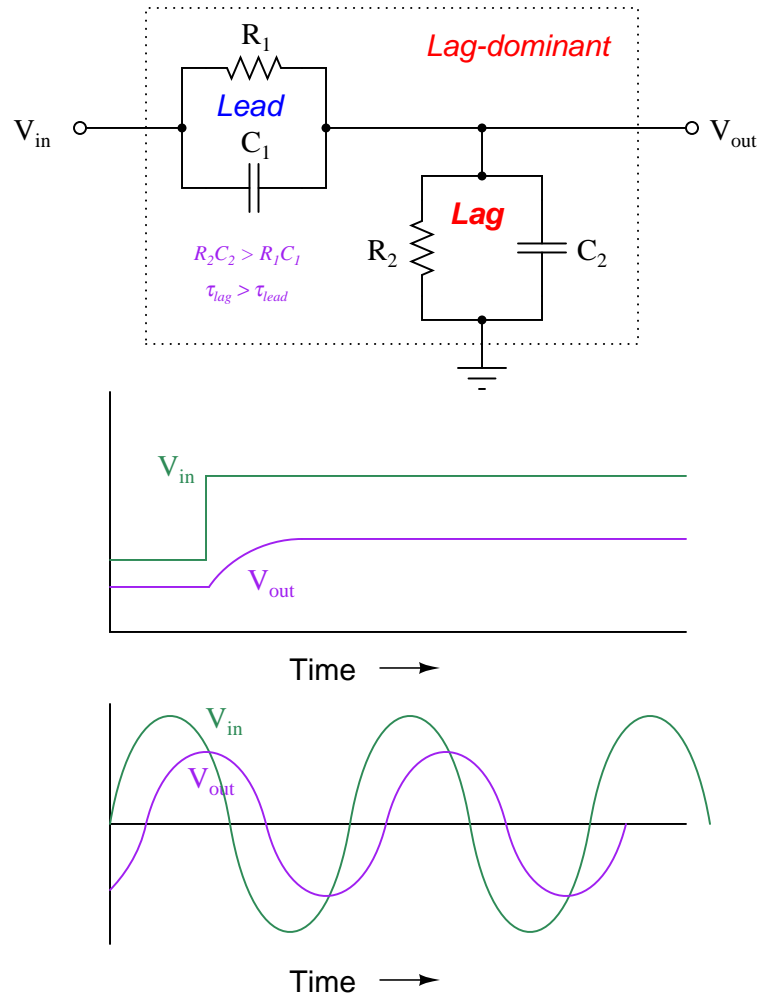 R1
Lag-dominant
Lead
Vin
C1
Vout
Lag
R2
C2
R2C2 > R1C1
τlag > τlead
Vin
Vout
Time
Vin
Vout
Time